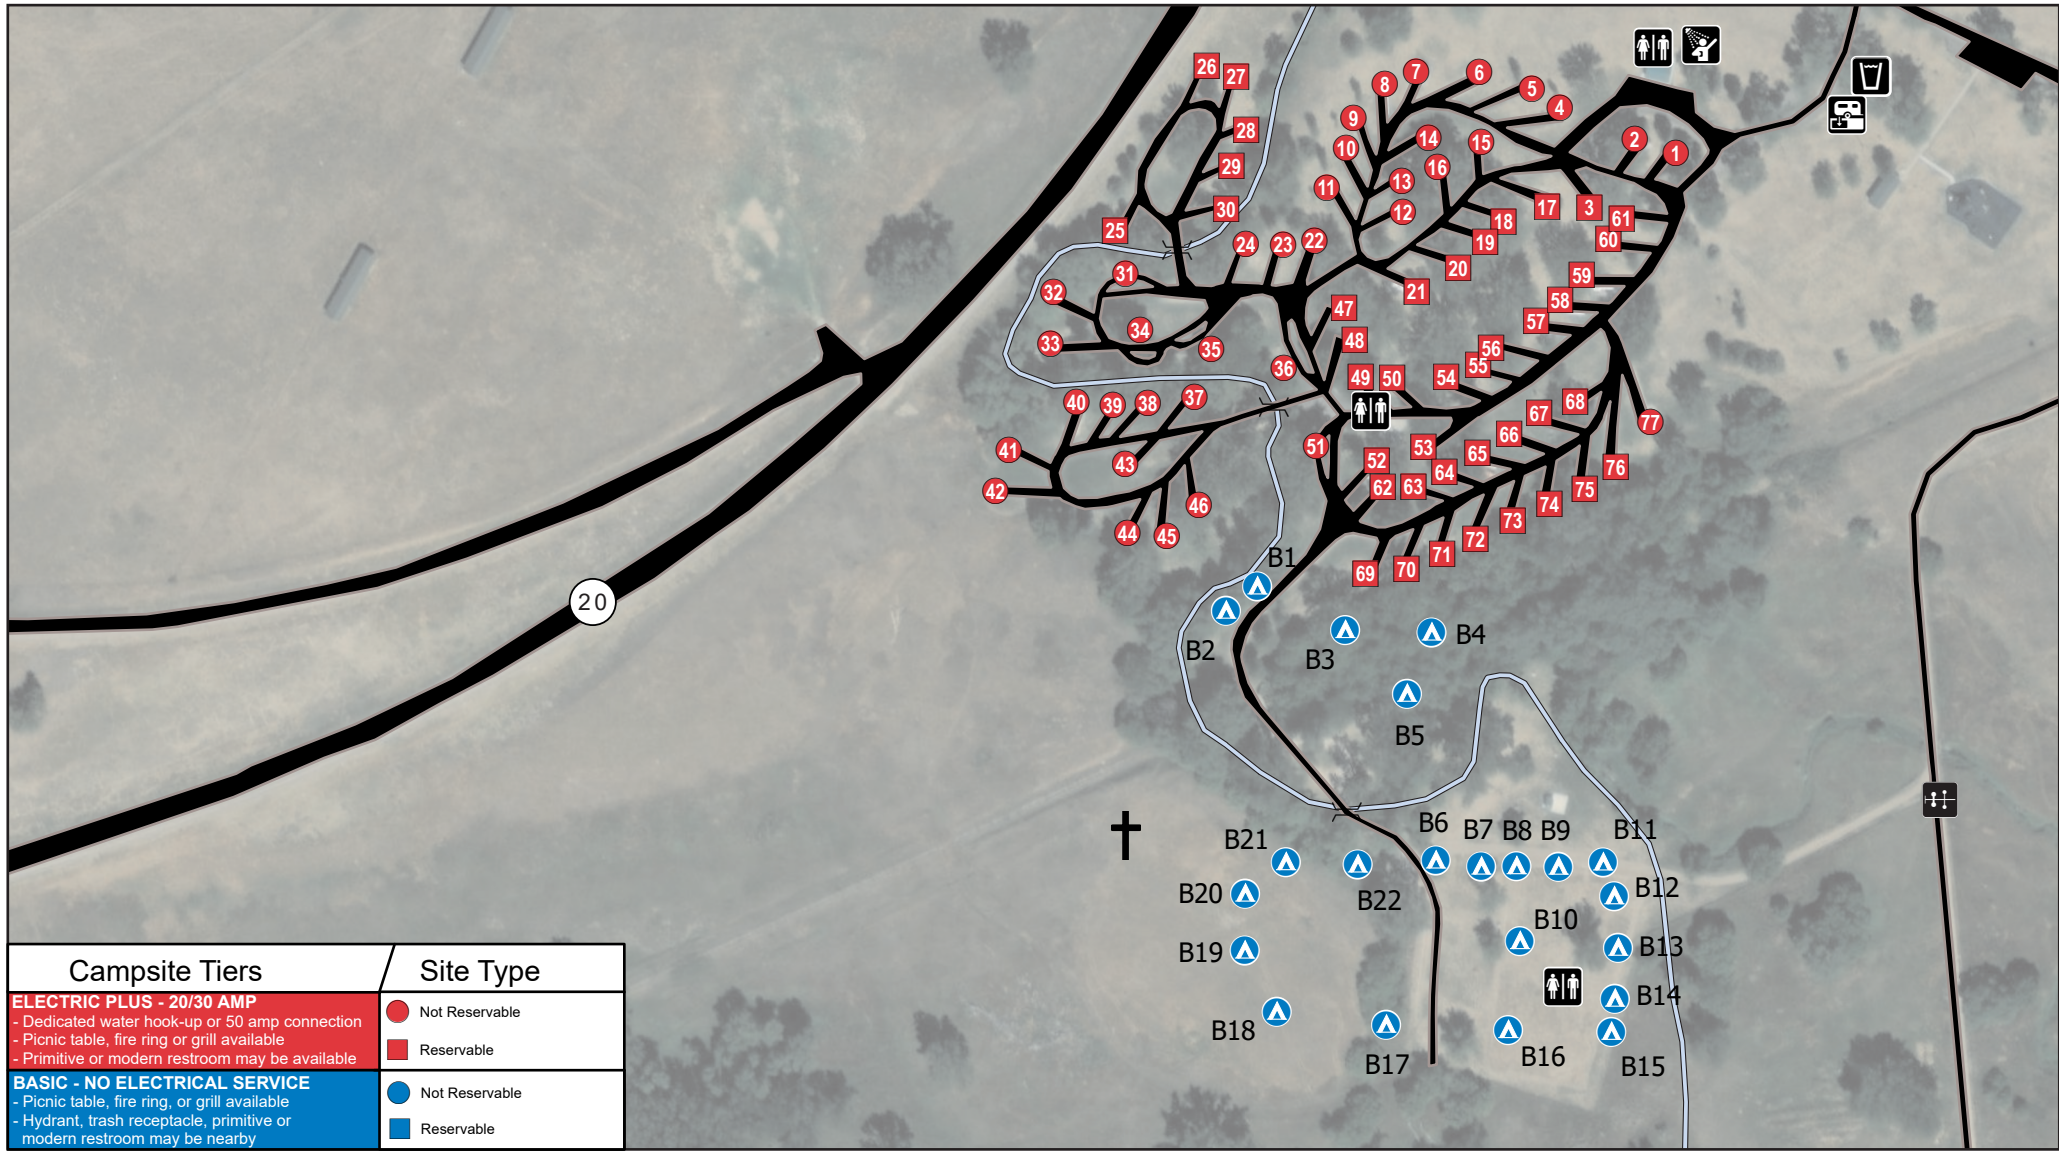 26
27
28
29
30
25
24
23
22
31
32
33
34
35
36
8
7
6
5
4
9
10
11
14
13
12
16
15
2
1
17
3
18
19
20
21
61
60
59
58
57
56
55
54
47
48
49
50
40
39
38
37
41
42
43
44
45
46
51
52
53
62
63
64
65
66
67
68
77
76
75
74
73
72
71
70
69
20
B1
B2
B3
B4
B5
B6
B7
B8
B9
B11
B21
B22
B12
B20
B10
B13
B19
B14
B18
B17
B16
B15
Campsite Tiers
Site Type
ELECTRIC PLUS - 20/30 AMP
- Dedicated water hook-up or 50 amp connection
- Picnic table, fire ring or grill available
- Primitive or modern restroom may be available
Not Reservable
Reservable
BASIC - NO ELECTRICAL SERVICE
- Picnic table, fire ring, or grill available
- Hydrant, trash receptacle, primitive or
modern restroom may be nearby
Not Reservable
Reservable